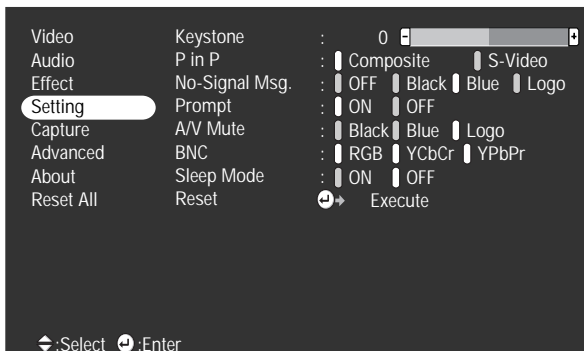 Video Keystone : 0 - +
Audio P in P : Composite S-Video
Effect No-Signal Msg. : OFF Black Blue Logo
Setting Prompt : ON OFF
Capture A/V Mute : Black Blue Logo
Advanced BNC : RGB YCbCr YPbPr
About Sleep Mode : ON OFF
Reset All Reset Execute
:Select :Enter